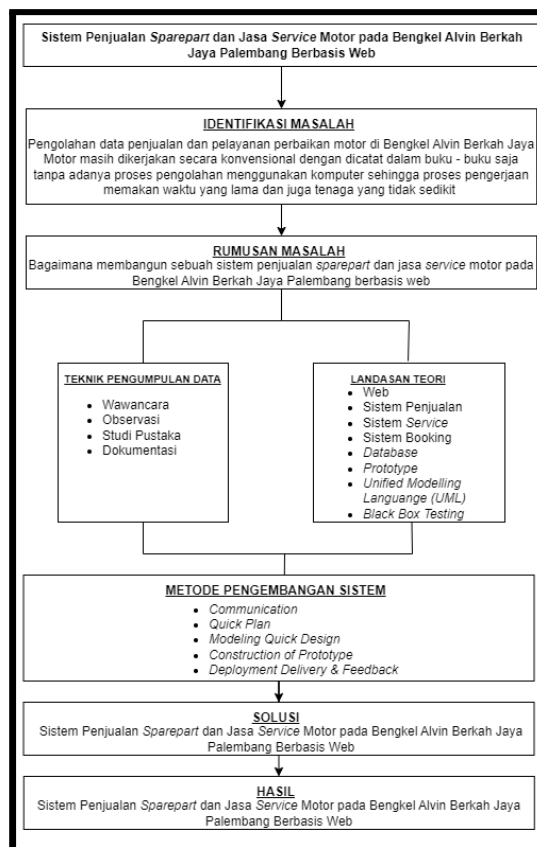 Sistem Penjualan Sparepart dan Jasa Service Motor pada Bengkel Alvin Berkah
Jaya Palembang Berbasis Web
IDENTIFIKASI MASALAH
Pengolahan data penjualan dan pelayanan perbaikan motor di Bengkel Alvin Berkah Jaya
Motor masih dikerjakan secara konvensional dengan dicatat dalam buku - buku saja
tanpa adanya proses pengolahan menggunakan komputer sehingga proses pengerjaan
memakan waktu yang lama dan juga tenaga yang tidak sedikit
RUMUSAN MASALAH
Bagaimana membangun sebuah sistem penjualan sparepart dan jasa service motor pada
Bengkel Alvin Berkah Jaya Palembang berbasis web
TEKNIK PENGUMPULAN DATA
• Wawancara
• Observasi
• Studi Pustaka
• Dokumentasi
LANDASAN TEORI
• Web
• Sistem Penjualan
• Sistem Service
• Sistem Booking
• Database
• Prototype
• Unified Modelling
Languange (UML)
• Black Box Testing
METODE PENGEMBANGAN SISTEM
• Communication
• Quick Plan
• Modeling Quick Design
• Construction of Prototype
• Deployment Delivery & Feedback
SOLUSI
Sistem Penjualan Sparepart dan Jasa Service Motor pada Bengkel Alvin Berkah Jaya
Palembang Berbasis Web
HASIL
Sistem Penjualan Sparepart dan Jasa Service Motor pada Bengkel Alvin Berkah Jaya
Palembang Berbasis Web